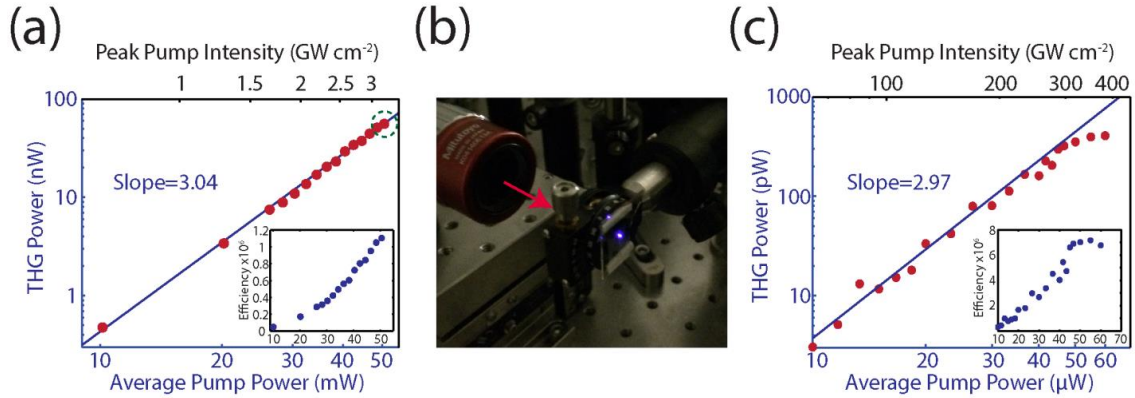 (a)
Peak Pump Intensity (GW cm-2)
1 1.5 2 2.5 3
100
10
1
THG Power (nW)
Slope=3.04
Efficiency x10⁶
1.2
1
0.8
0.6
0.4
0.2
0
10 20 30 40 50
10 20 30 40 50
Average Pump Power (mW)
(b)
Mitutoyo
(c)
Peak Pump Intensity (GW cm-2)
100 200 300 400
1000
100
10
THG Power (pW)
Slope=2.97
Efficiency x10⁶
8
6
4
2
10 20 30 40 50 60 70
10 20 30 40 50 60
Average Pump Power (μW)